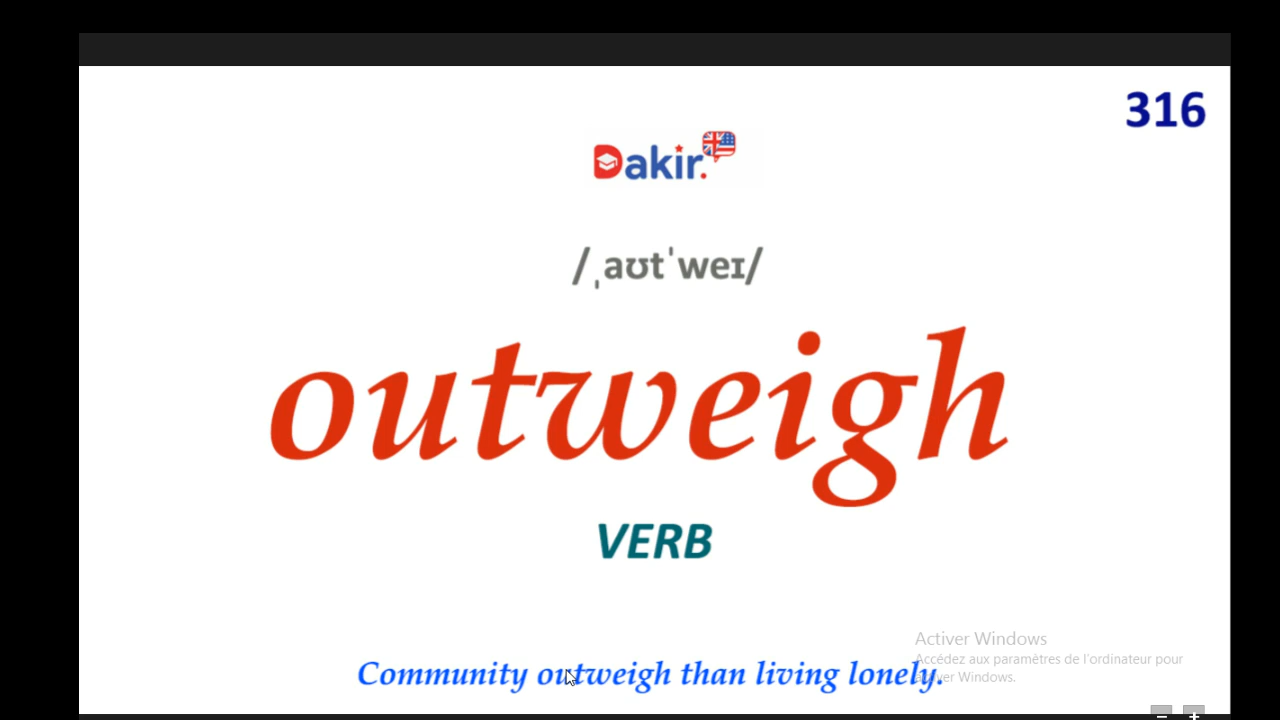 316
Dakir.
/ˌaʊtˈweɪ/
outweigh
VERB
Community outweigh than living lonely.
Activer Windows
Accédez aux paramètres de l'ordinateur pour
activer Windows.